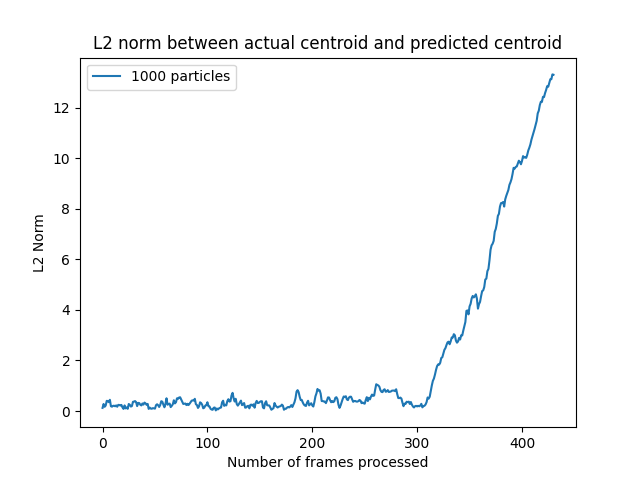 L2 norm between actual centroid and predicted centroid
1000 particles
12
10
8
6
4
2
0
L2 Norm
0 100 200 300 400
Number of frames processed